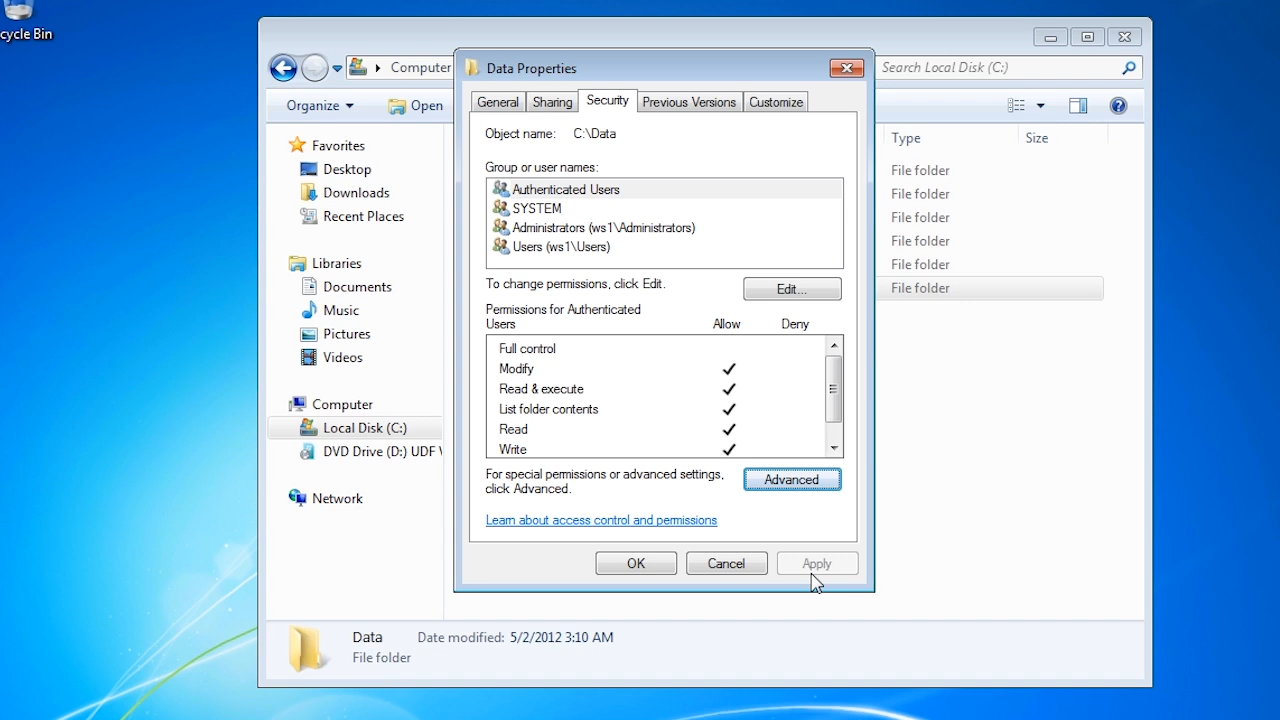 cycle Bin
Computer
Search Local Disk (C:)
Data Properties
Organize
Open
General
Sharing
Security
Previous Versions
Customize
Object name: C:\Data
Group or user names:
Authenticated Users
SYSTEM
Administrators (ws1\Administrators)
Users (ws1\Users)
To change permissions, click Edit.
Edit...
Permissions for Authenticated
Users
Allow
Deny
Full control
Modify
Read & execute
List folder contents
Read
Write
For special permissions or advanced settings,
click Advanced.
Advanced
Learn about access control and permissions
OK
Cancel
Apply
Favorites
Desktop
Downloads
Recent Places
Libraries
Documents
Music
Pictures
Videos
Computer
Local Disk (C:)
DVD Drive (D:) UDF V
Network
Type
Size
File folder
File folder
File folder
File folder
File folder
File folder
Data
Date modified: 5/2/2012 3:10 AM
File folder